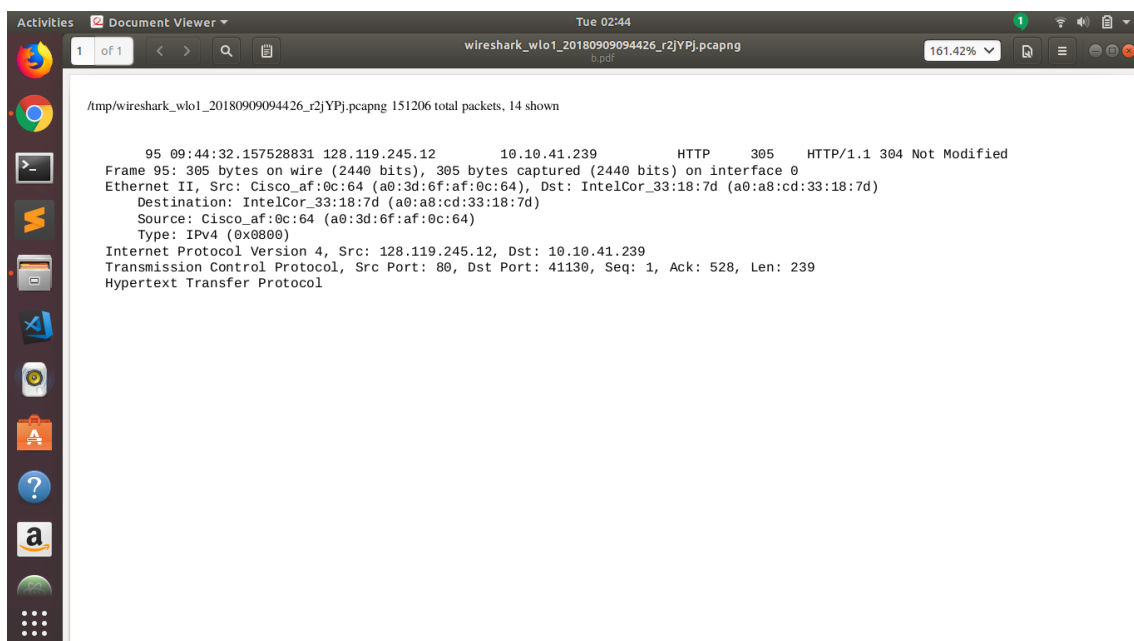 Activities Document Viewer Tue 02:44 1
1 of 1 wireshark_wlo1_20180909094426_r2jYPj.pcapng 161.42%
b.pdf
/tmp/wireshark_wlo1_20180909094426_r2jYPj.pcapng 151206 total packets, 14 shown
95 09:44:32.157528831 128.119.245.12 10.10.41.239 HTTP 305 HTTP/1.1 304 Not Modified
Frame 95: 305 bytes on wire (2440 bits), 305 bytes captured (2440 bits) on interface 0
Ethernet II, Src: Cisco_af:0c:64 (a0:3d:6f:af:0c:64), Dst: IntelCor_33:18:7d (a0:a8:cd:33:18:7d)
Destination: IntelCor_33:18:7d (a0:a8:cd:33:18:7d)
Source: Cisco_af:0c:64 (a0:3d:6f:af:0c:64)
Type: IPv4 (0x0800)
Internet Protocol Version 4, Src: 128.119.245.12, Dst: 10.10.41.239
Transmission Control Protocol, Src Port: 80, Dst Port: 41130, Seq: 1, Ack: 528, Len: 239
Hypertext Transfer Protocol